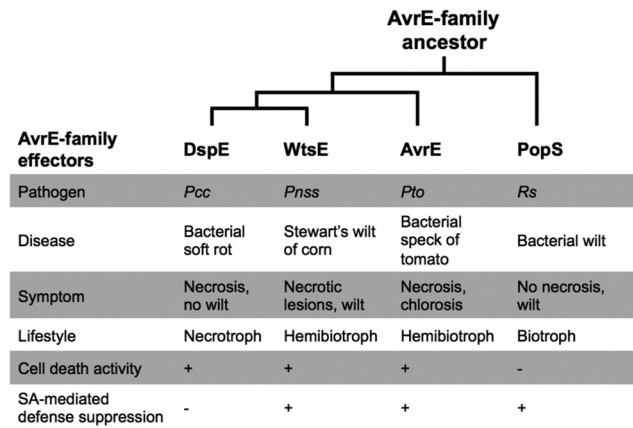 AvrE-family
ancestor
AvrE-family
effectors DspE WtsE AvrE PopS
Pathogen Pcc Pnss Pto Rs
Disease Bacterial soft rot Stewart's wilt of corn Bacterial speck of tomato Bacterial wilt
Symptom Necrosis, no wilt Necrotic lesions, wilt Necrosis, chlorosis No necrosis, wilt
Lifestyle Necrotroph Hemibiotroph Hemibiotroph Biotroph
Cell death activity + + + -
SA-mediated
defense suppression - + + +